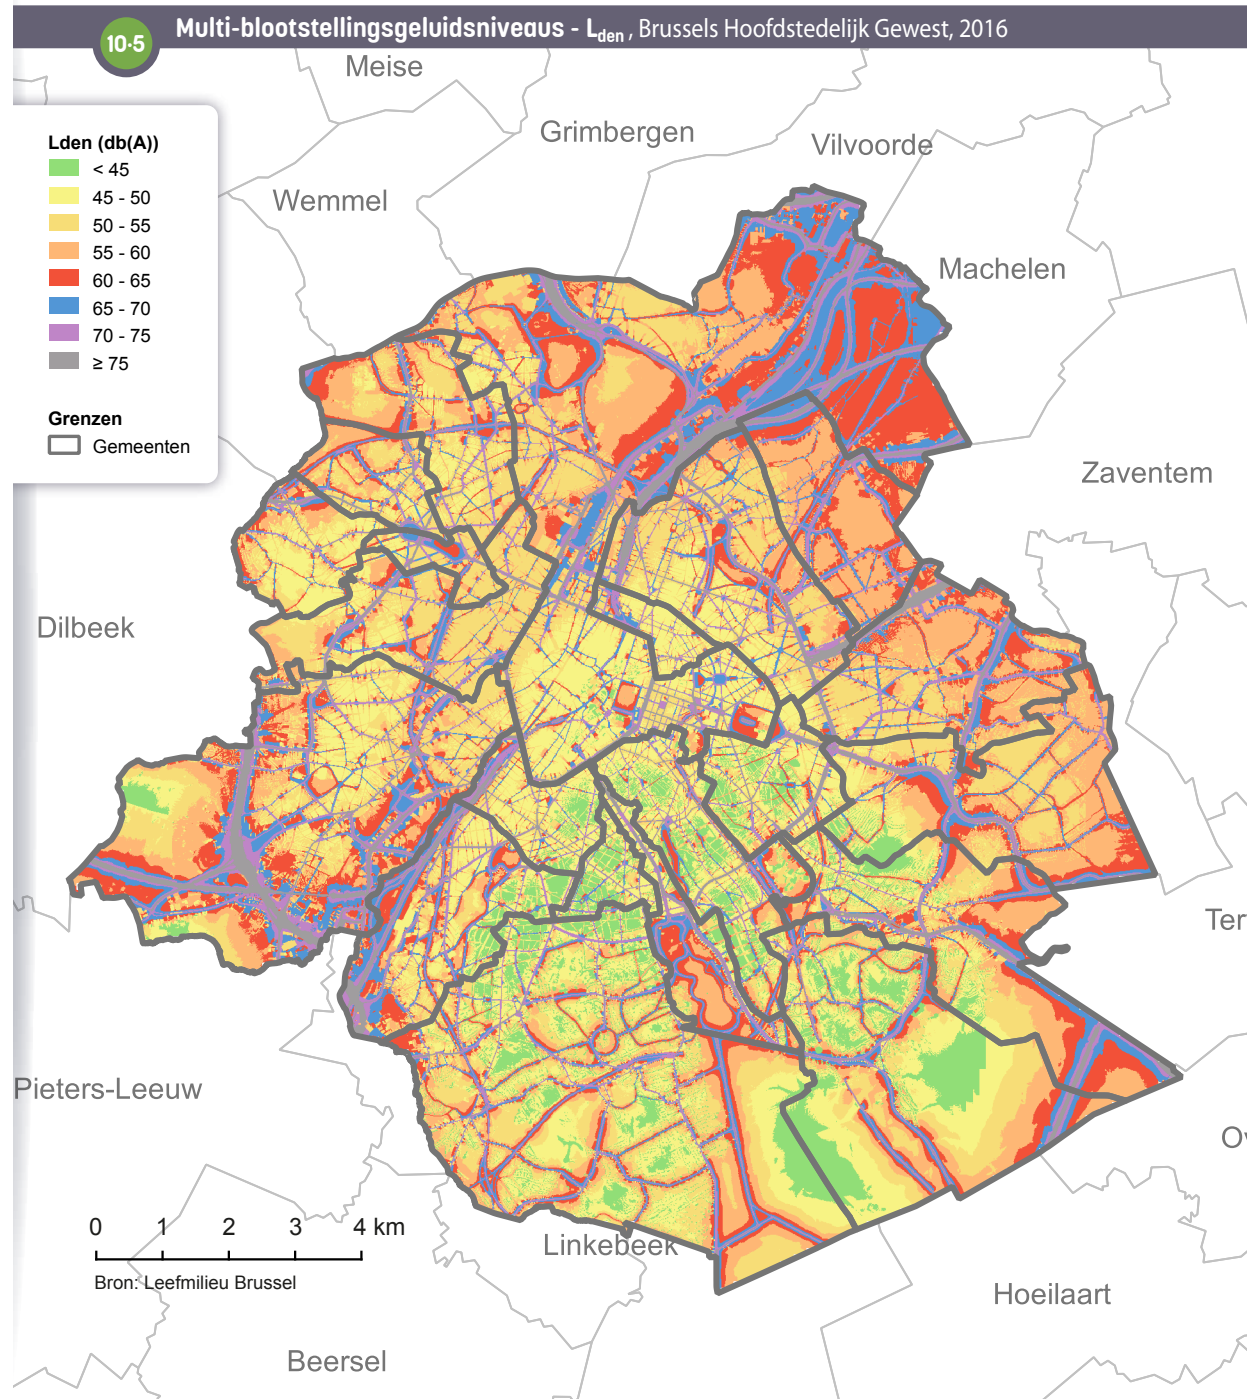 10·5
Multi-blootstellingsgeluidsniveaus - Lden , Brussels Hoofdstedelijk Gewest, 2016
Meise
Grimbergen
Vilvoorde
Lden (db(A))
< 45
45 - 50
50 - 55
55 - 60
60 - 65
65 - 70
70 - 75
≥ 75
Grenzen
Gemeenten
Wemmel
Machelen
Zaventem
Dilbeek
Ter
Pieters-Leeuw
Ov
0 1 2 3 4 km
Bron: Leefmilieu Brussel
Linkebeek
Hoeilaart
Beersel